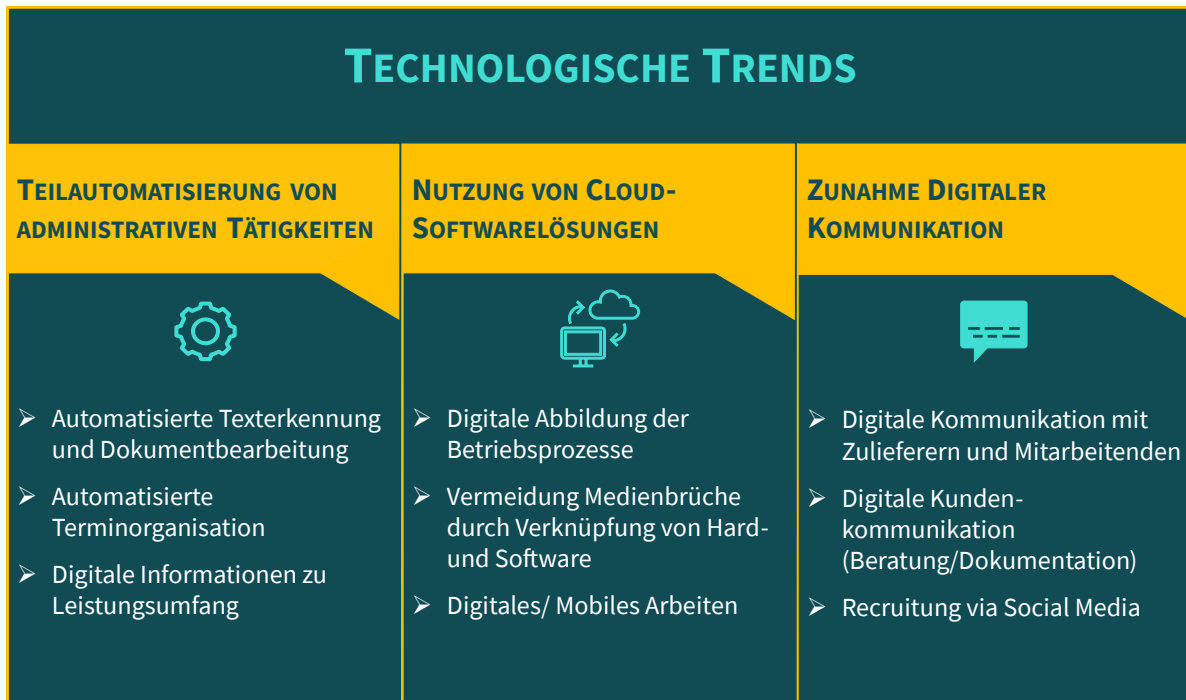 TECHNOLOGISCHE TRENDS
TEILAUTOMATISIERUNG VON
ADMINISTRATIVEN TÄTIGKEITEN
➢ Automatisierte Texterkennung
und Dokumentbearbeitung
➢ Automatisierte
Terminorganisation
➢ Digitale Informationen zu
Leistungsumfang
NUTZUNG VON CLOUD-
SOFTWARELÖSUNGEN
➢ Digitale Abbildung der
Betriebsprozesse
➢ Vermeidung Medienbrüche
durch Verknüpfung von Hard-
und Software
➢ Digitales/ Mobiles Arbeiten
ZUNAHME DIGITALER
KOMMUNIKATION
➢ Digitale Kommunikation mit
Zulieferern und Mitarbeitenden
➢ Digitale Kunden-
kommunikation
(Beratung/Dokumentation)
➢ Recruitung via Social Media